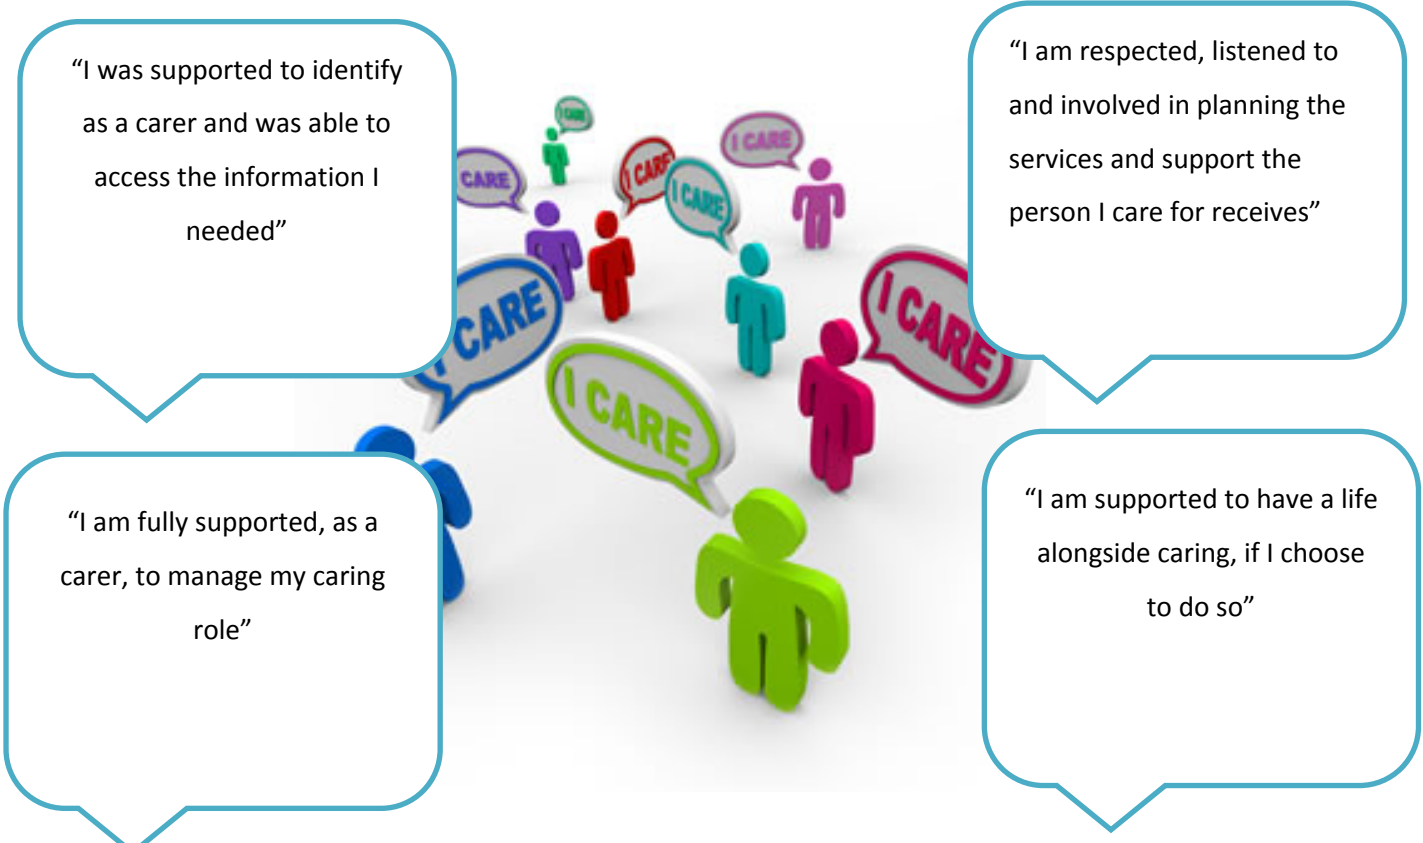 “I was supported to identify
as a carer and was able to
access the information I
needed”
“I am respected, listened to
and involved in planning the
services and support the
person I care for receives”
I CARE
I CARE
CARE
I CARE
I CARE
I CARE
I CARE
I CARE
“I am fully supported, as a
carer, to manage my caring
role”
“I am supported to have a life
alongside caring, if I choose
to do so”